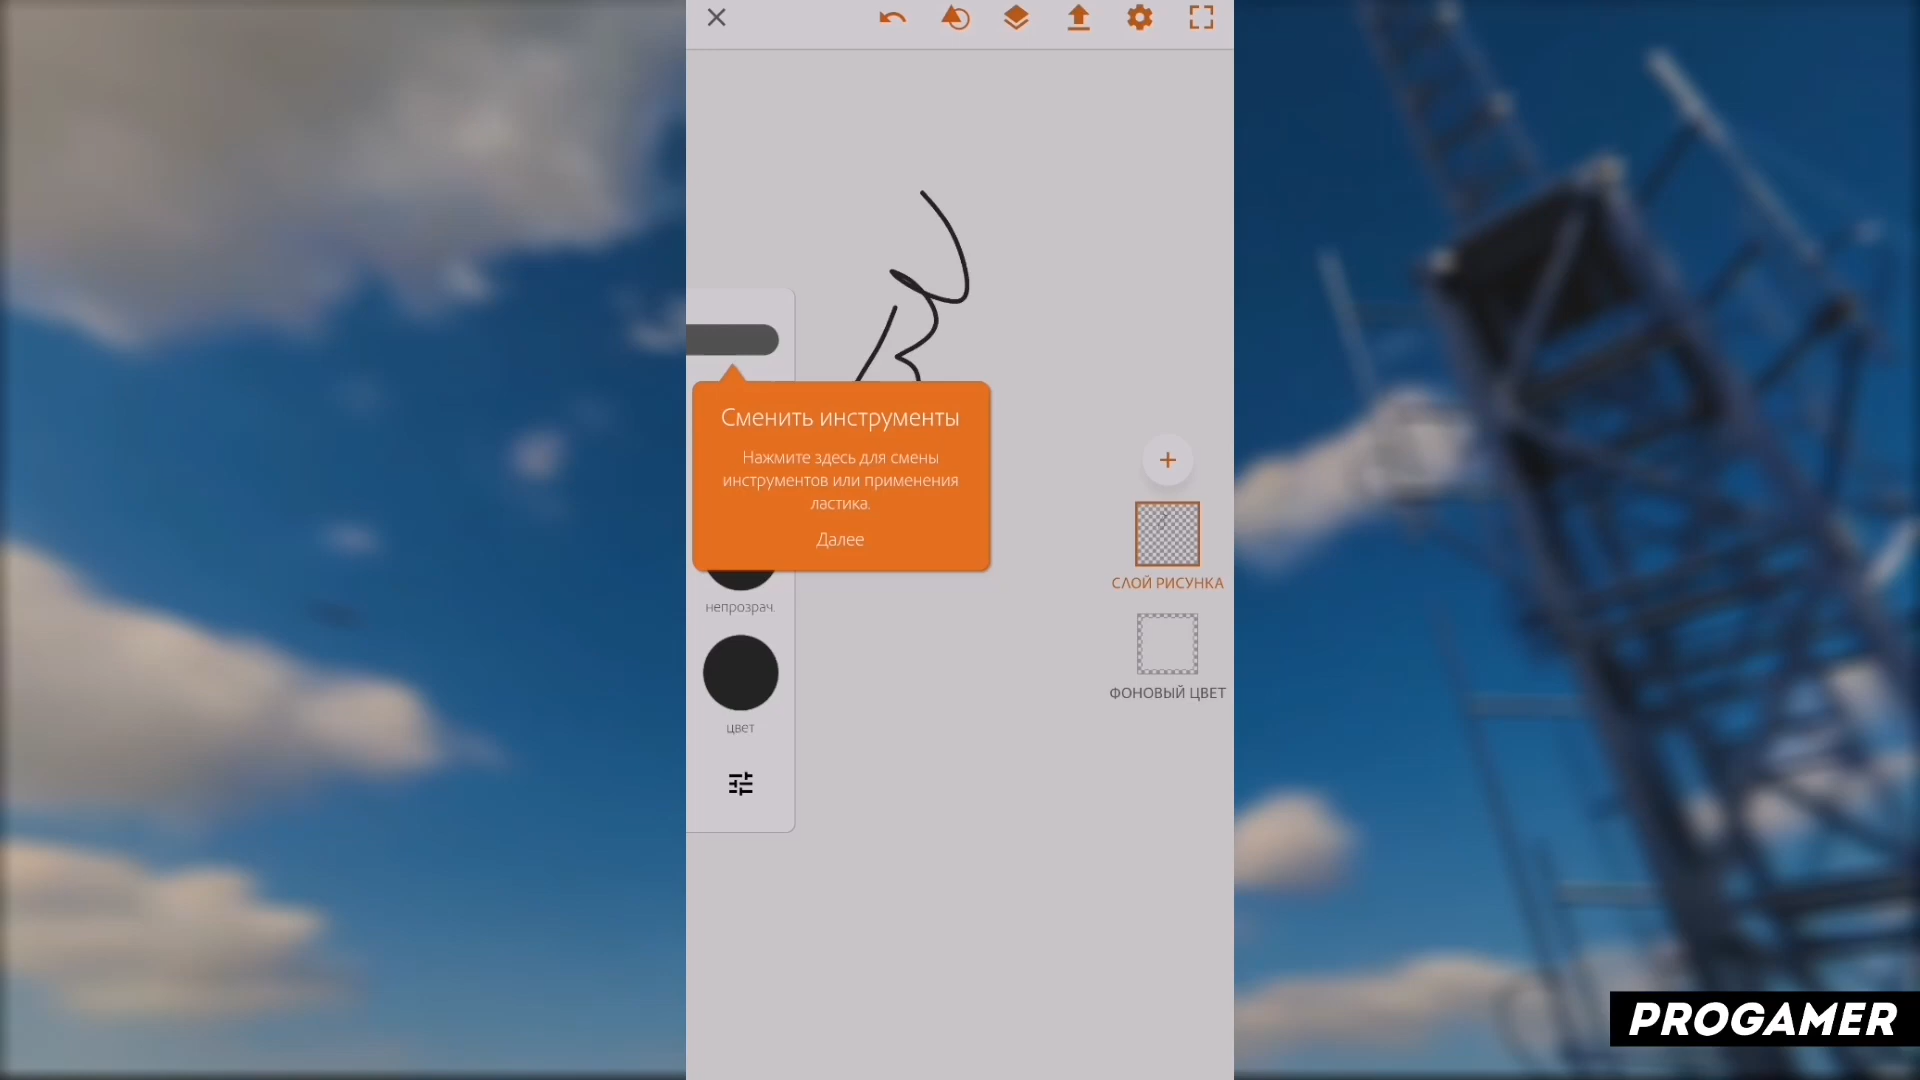 Сменить инструменты
Нажмите здесь для смены
инструментов или применения
ластика.
Далее
непрозрач.
цвет
СЛОЙ РИСУНКА
ФОНОВЫЙ ЦВЕТ
PROGAMER